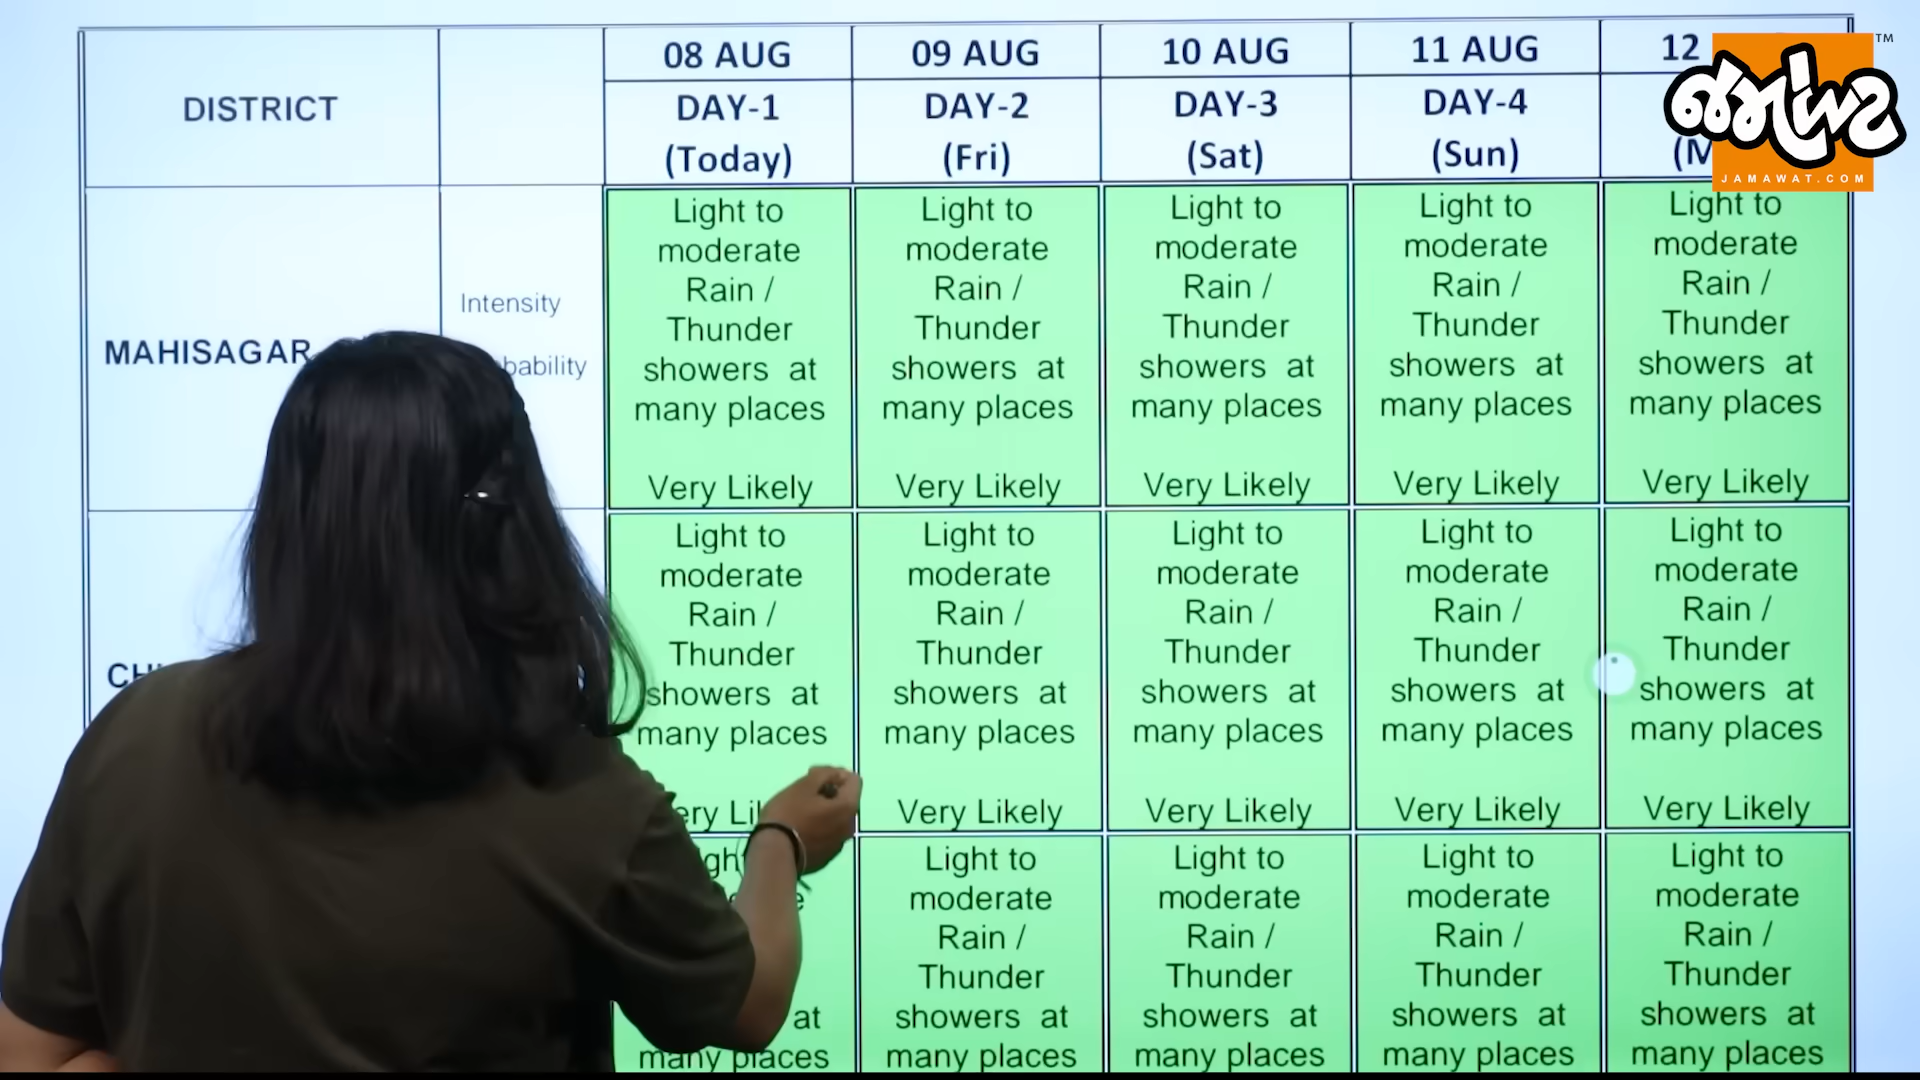 DISTRICT
08 AUG
09 AUG
10 AUG
11 AUG
12
DAY-1
DAY-2
DAY-3
DAY-4
(Today)
(Fri)
(Sat)
(Sun)
જમાવટ
TM
JAMAWAT.COM
MAHISAGAR
Intensity
Light to
moderate
Rain /
Thunder
showers at
many places
Very Likely
Light to
moderate
Rain /
Thunder
showers at
many places
Very Likely
Light to
moderate
Rain /
Thunder
showers at
many places
Very Likely
Light to
moderate
Rain /
Thunder
showers at
many places
Very Likely
Light to
moderate
Rain /
Thunder
showers at
many places
Very Likely
Light to
moderate
Rain /
Thunder
showers at
many places
Light to
moderate
Rain /
Thunder
showers at
many places
Very Likely
Light to
moderate
Rain /
Thunder
showers at
many places
Very Likely
Light to
moderate
Rain /
Thunder
showers at
many places
Very Likely
Light to
moderate
Rain /
Thunder
showers at
many places
Very Likely
at
many places
Light to
moderate
Rain /
Thunder
showers at
many places
Light to
moderate
Rain /
Thunder
showers at
many places
Light to
moderate
Rain /
Thunder
showers at
many places
Light to
moderate
Rain /
Thunder
showers at
many places